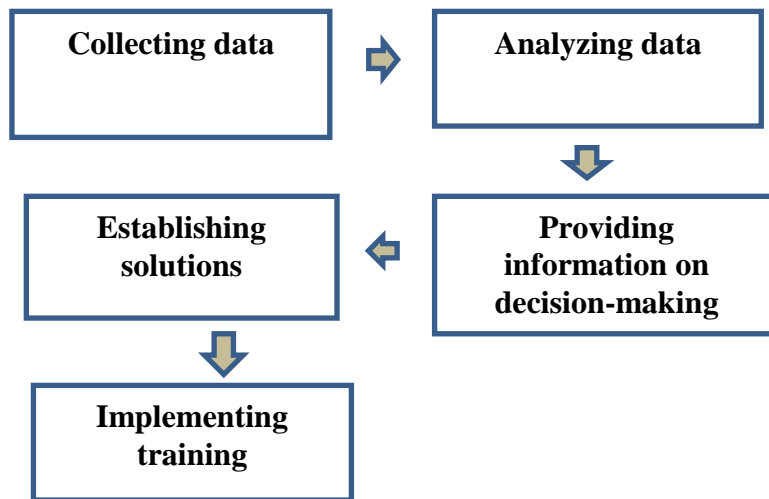 Collecting data
Analyzing data
Providing
information on
decision-making
Establishing
solutions
Implementing
training